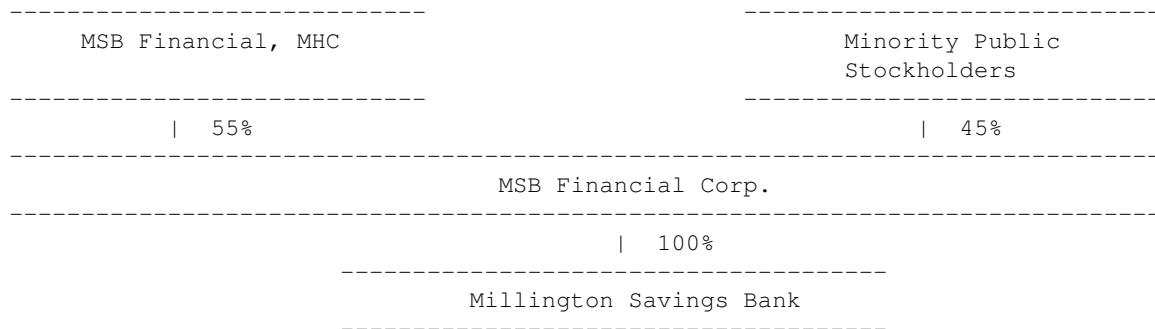 MSB Financial, MHC Minority Public
Stockholders
| 55% | 45%
MSB Financial Corp.
| 100%
Millington Savings Bank